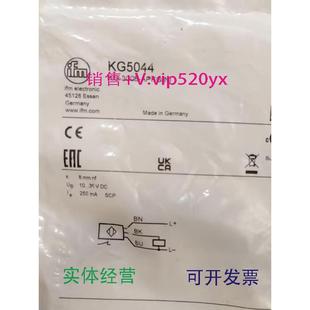 ifm
KG5044
销售+V:vip520yx
ifm electronic
45128 Essen
Germany
www.ifm.com
Made in Germany
CE
EAC
UK
CA
8 mm nf
10...36 V DC
250 mA SCP
BN
L+
BK
BU
L-
实体经营
可开发票